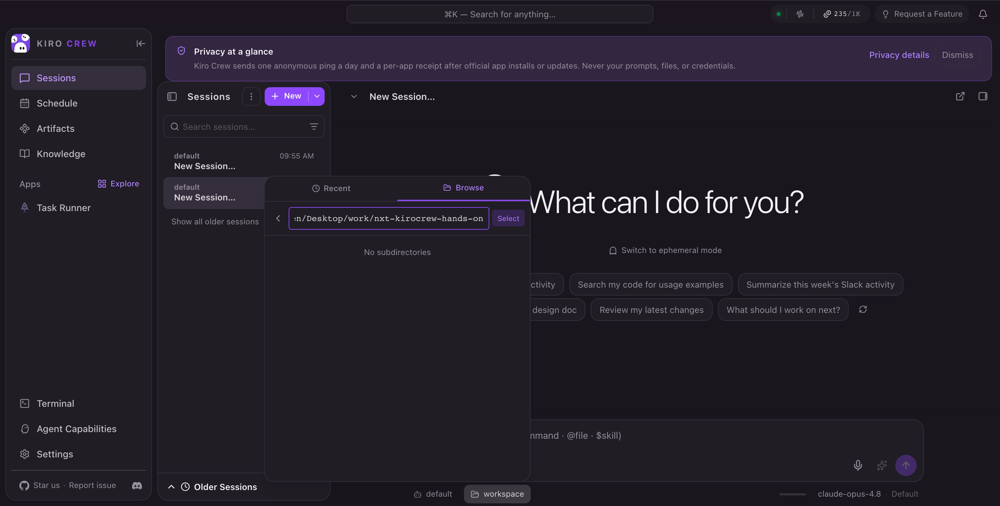 ⌘K — Search for anything...
235/1K
Request a Feature
KIRO CREW
Privacy at a glance
Kiro Crew sends one anonymous ping a day and a per-app receipt after official app installs or updates. Never your prompts, files, or credentials.
Privacy details
Dismiss
Sessions
Schedule
Artifacts
Knowledge
Apps
Explore
Task Runner
Terminal
Agent Capabilities
Settings
Star us · Report issue
Sessions
New
Search sessions...
default 09:55 AM
New Session...
default
New Session...
Show all older sessions
Older Sessions
New Session...
Recent
Browse
n/Desktop/work/nxt-kirocrew-hands-on
Select
No subdirectories
What can I do for you?
Switch to ephemeral mode
ctivity
Search my code for usage examples
Summarize this week's Slack activity
design doc
Review my latest changes
What should I work on next?
mmand · @file · $skill)
default
workspace
claude-opus-4.8 · Default